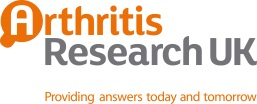 Arthritis
Research UK
Providing answers today and tomorrow